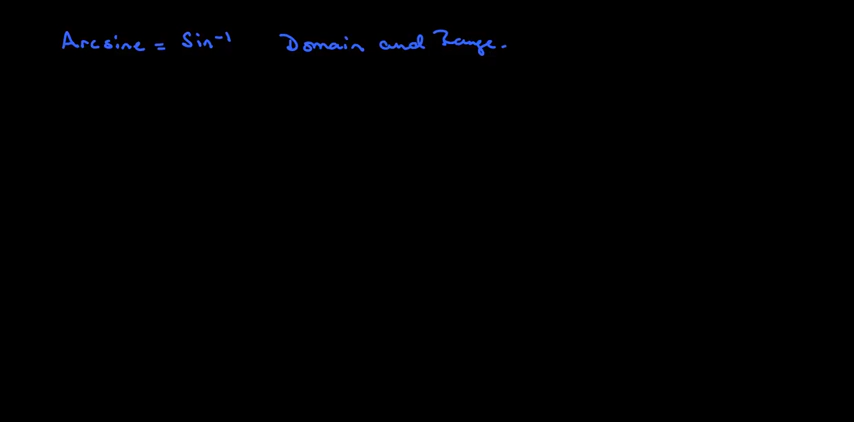 Arcsine = Sin⁻¹ Domain and Range.